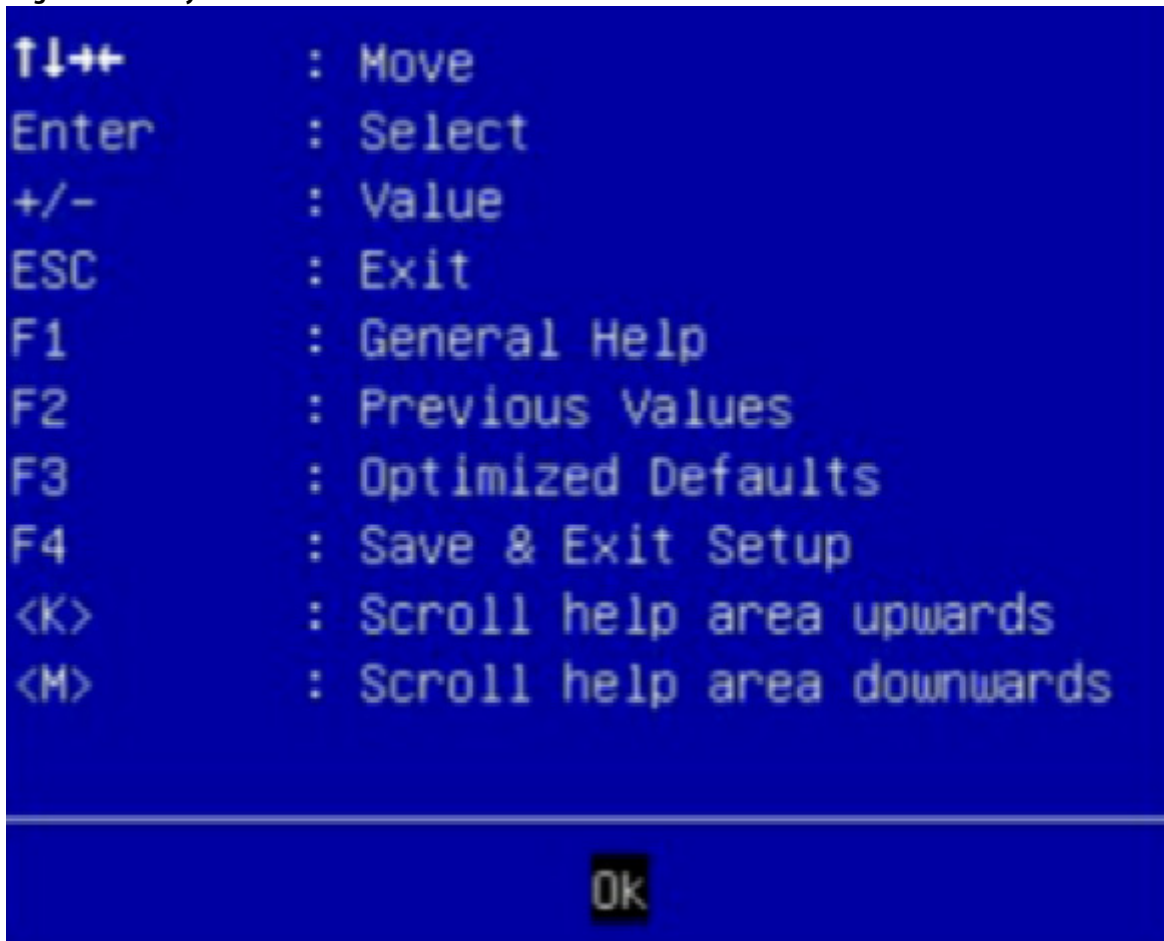 ↑↓→← : Move
Enter : Select
+/- : Value
ESC : Exit
F1 : General Help
F2 : Previous Values
F3 : Optimized Defaults
F4 : Save & Exit Setup
<K> : Scroll help area upwards
<M> : Scroll help area downwards
Ok